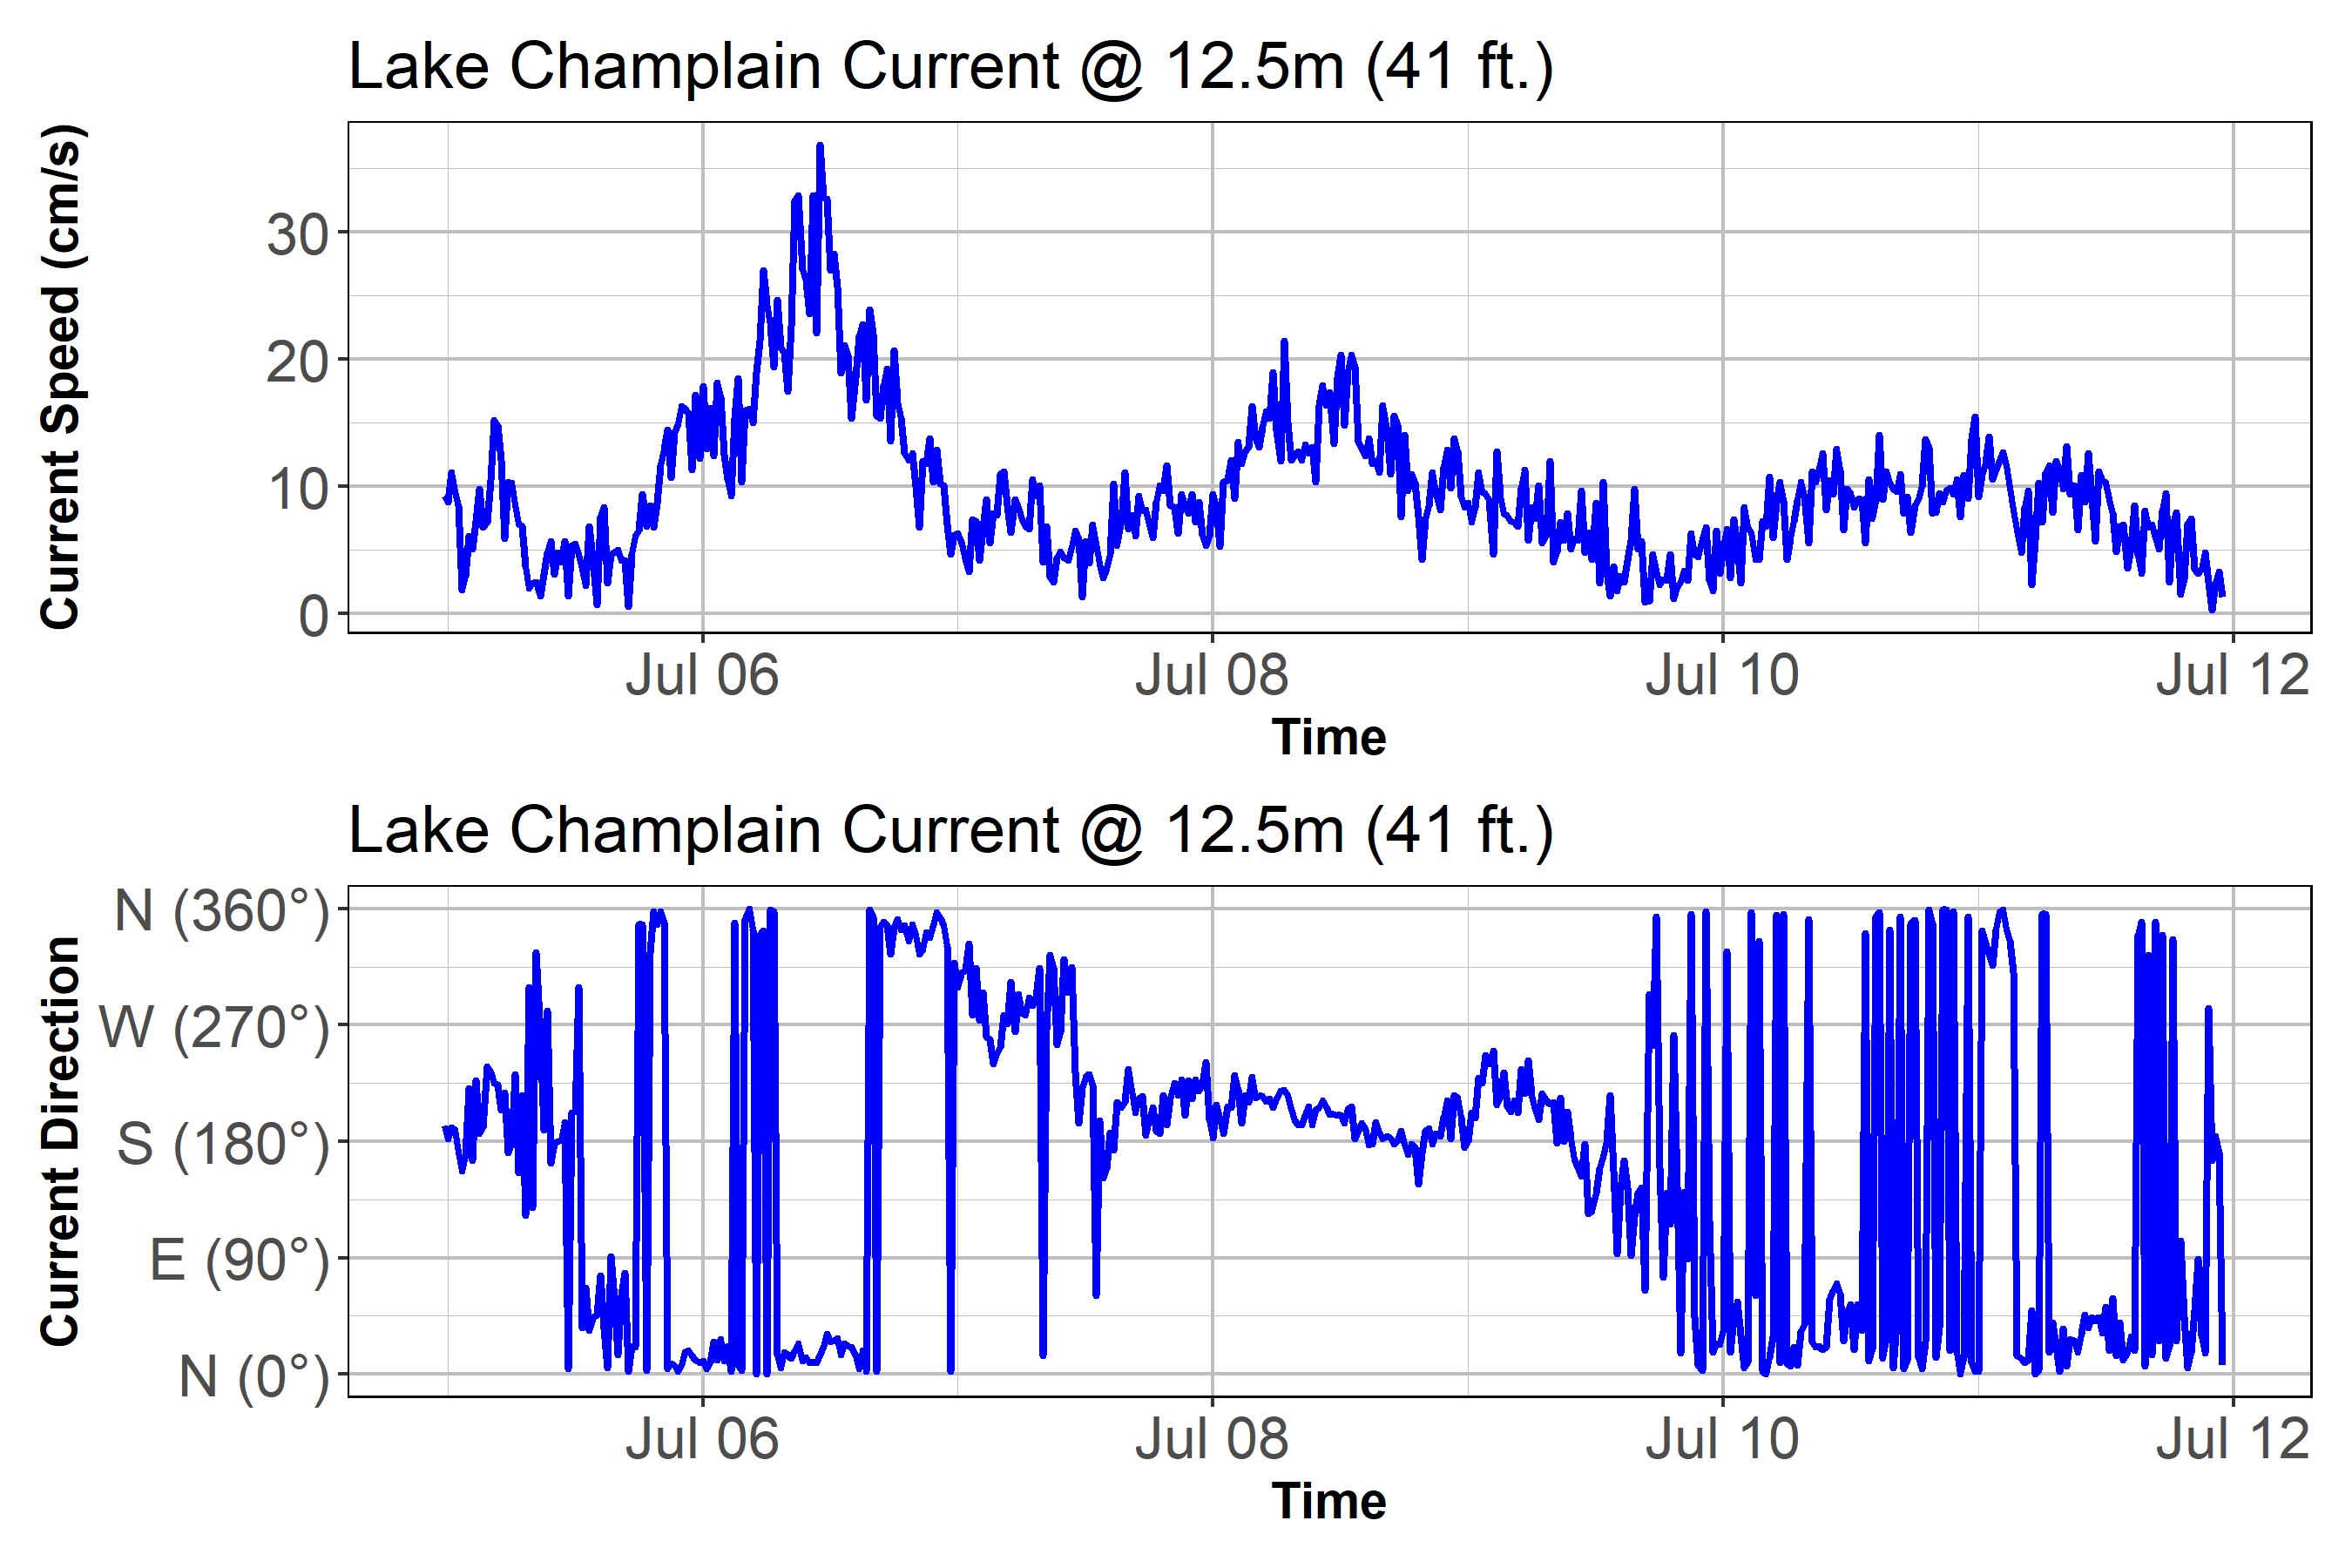 Lake Champlain Current @ 12.5m (41 ft.)
Current Speed (cm/s)
30
20
10
0
Jul 06 Jul 08 Jul 10 Jul 12
Time
Lake Champlain Current @ 12.5m (41 ft.)
Current Direction
N (360°)
W (270°)
S (180°)
E (90°)
N (0°)
Jul 06 Jul 08 Jul 10 Jul 12
Time